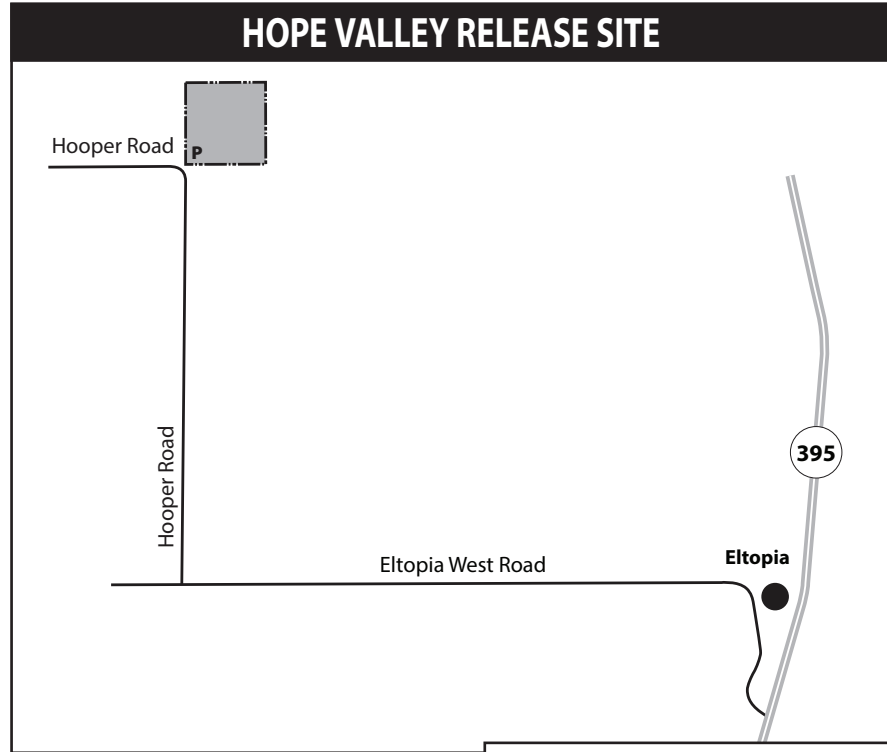 HOPE VALLEY RELEASE SITE
Hooper Road
P
395
Hooper Road
Eltopia West Road
Eltopia